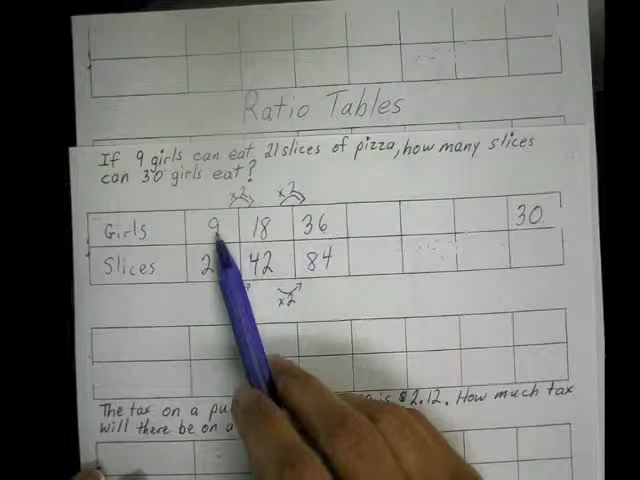 Ratio Tables
If 9 girls can eat 21 slices of pizza, how many slices
can 30 girls eat?
x2 x2
Girls 9 18 36 30
Slices 2 42 84
x2
The tax on a pu is $2.12. How much tax
will there be on a